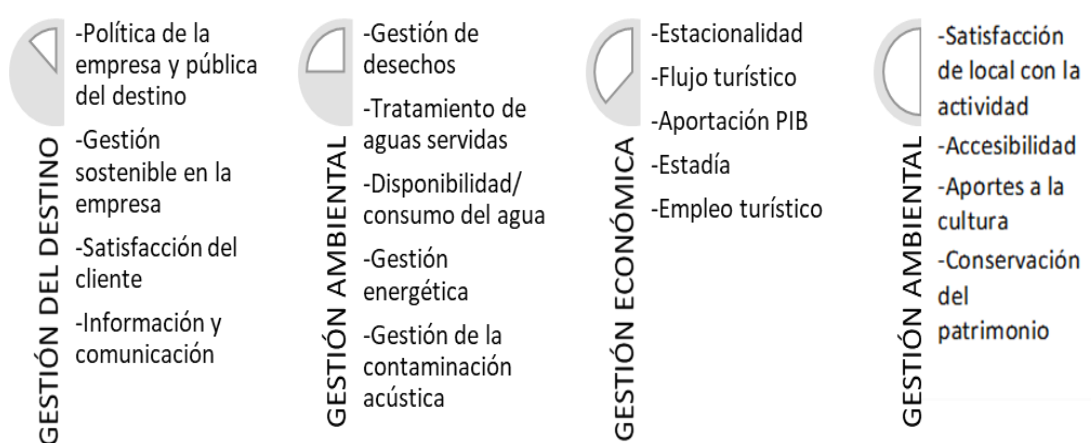 GESTIÓN DEL DESTINO
-Política de la
empresa y pública
del destino
-Gestión
sostenible en la
empresa
-Satisfacción del
cliente
-Información y
comunicación
GESTIÓN AMBIENTAL
-Gestión de
desechos
-Tratamiento de
aguas servidas
-Disponibilidad/
consumo del agua
-Gestión
energética
-Gestión de la
contaminación
acústica
GESTIÓN ECONÓMICA
-Estacionalidad
-Flujo turístico
-Aportación PIB
-Estadía
-Empleo turístico
GESTIÓN AMBIENTAL
-Satisfacción
de local con la
actividad
-Accesibilidad
-Aportes a la
cultura
-Conservación
del
patrimonio